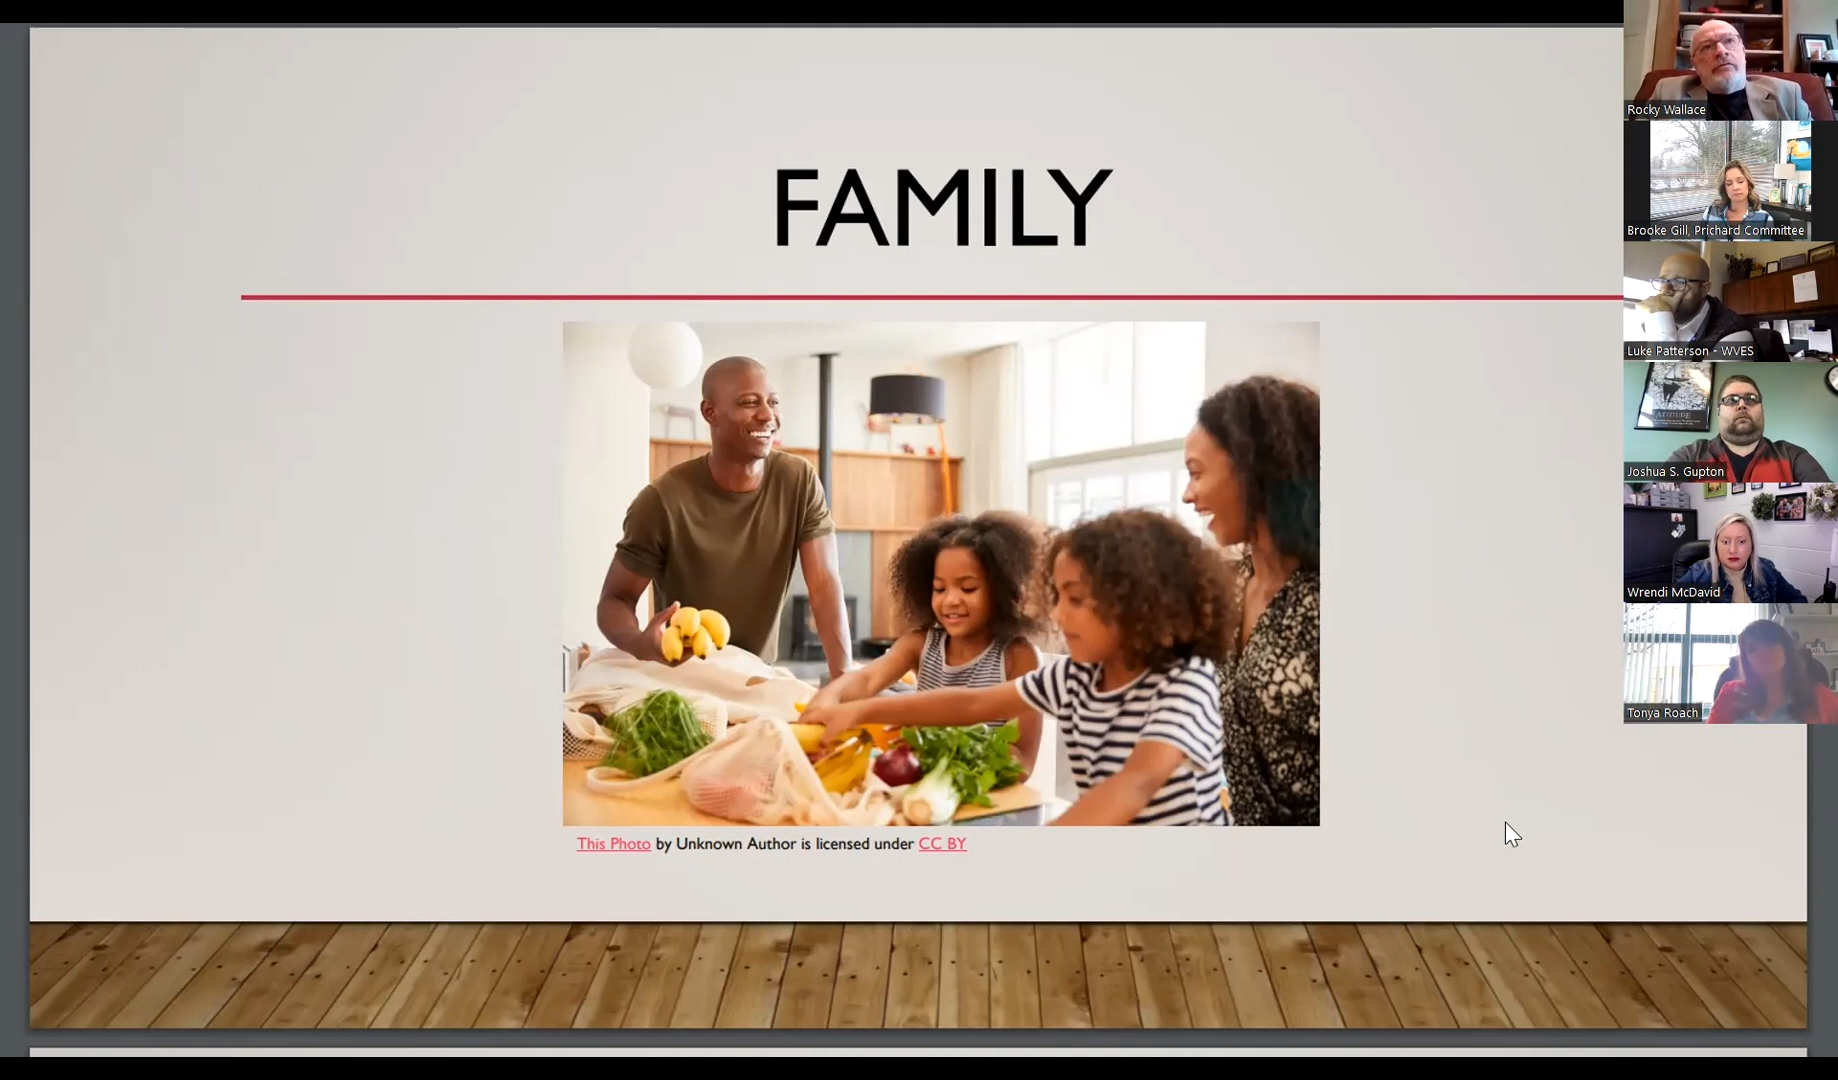 FAMILY
This Photo by Unknown Author is licensed under CC BY
Rocky Wallace
Brooke Gill, Prichard Committee
Luke Patterson - WVES
ATTITUDE
Joshua S. Gupton
Wrendi McDavid
Tonya Roach